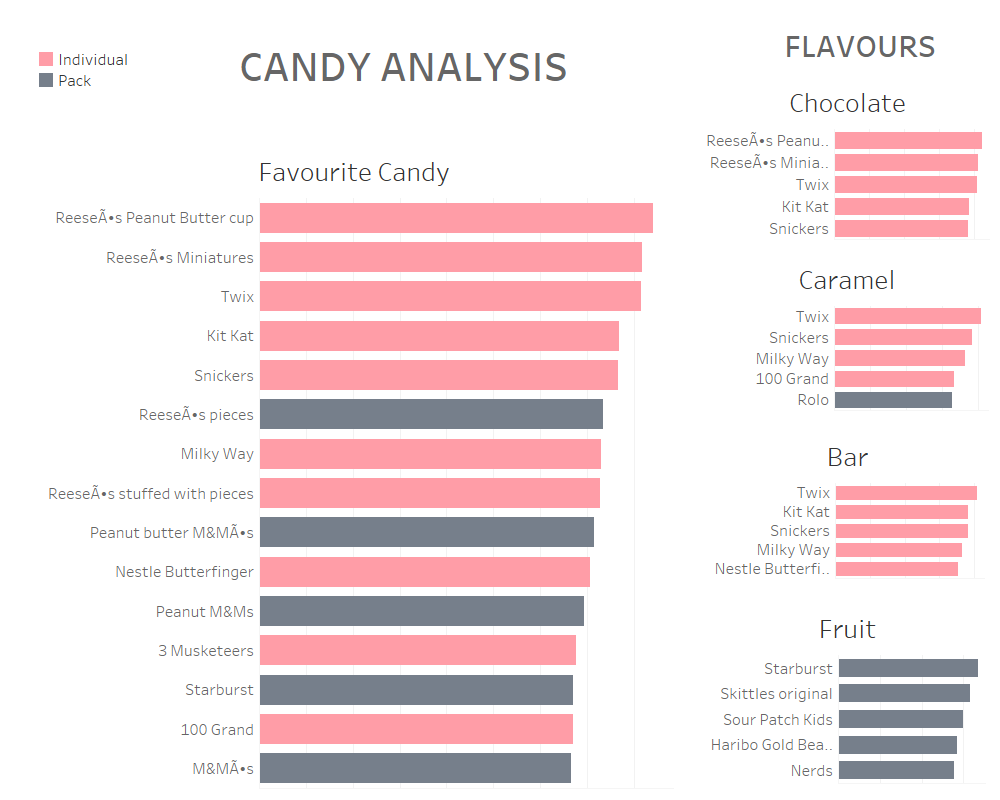 Individual
Pack
CANDY ANALYSIS
Favourite Candy
ReeseÃ•s Peanut Butter cup
ReeseÃ•s Miniatures
Twix
Kit Kat
Snickers
ReeseÃ•s pieces
Milky Way
ReeseÃ•s stuffed with pieces
Peanut butter M&MÃ•s
Nestle Butterfinger
Peanut M&Ms
3 Musketeers
Starburst
100 Grand
M&MÃ•s
FLAVOURS
Chocolate
ReeseÃ•s Peanu..
ReeseÃ•s Minia..
Twix
Kit Kat
Snickers
Caramel
Twix
Snickers
Milky Way
100 Grand
Rolo
Bar
Twix
Kit Kat
Snickers
Milky Way
Nestle Butterfi..
Fruit
Starburst
Skittles original
Sour Patch Kids
Haribo Gold Bea..
Nerds